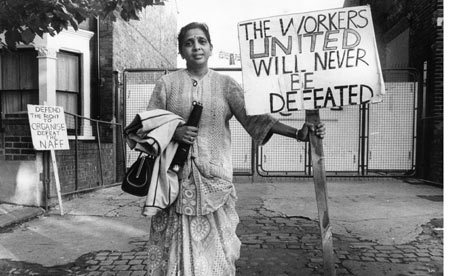 THE WORKERS
UNITED
WILL NEVER
BE
DEFEATED
DEFEND
THE RIGHT
TO
ORGANISE
DEFEAT
THE
NAFF